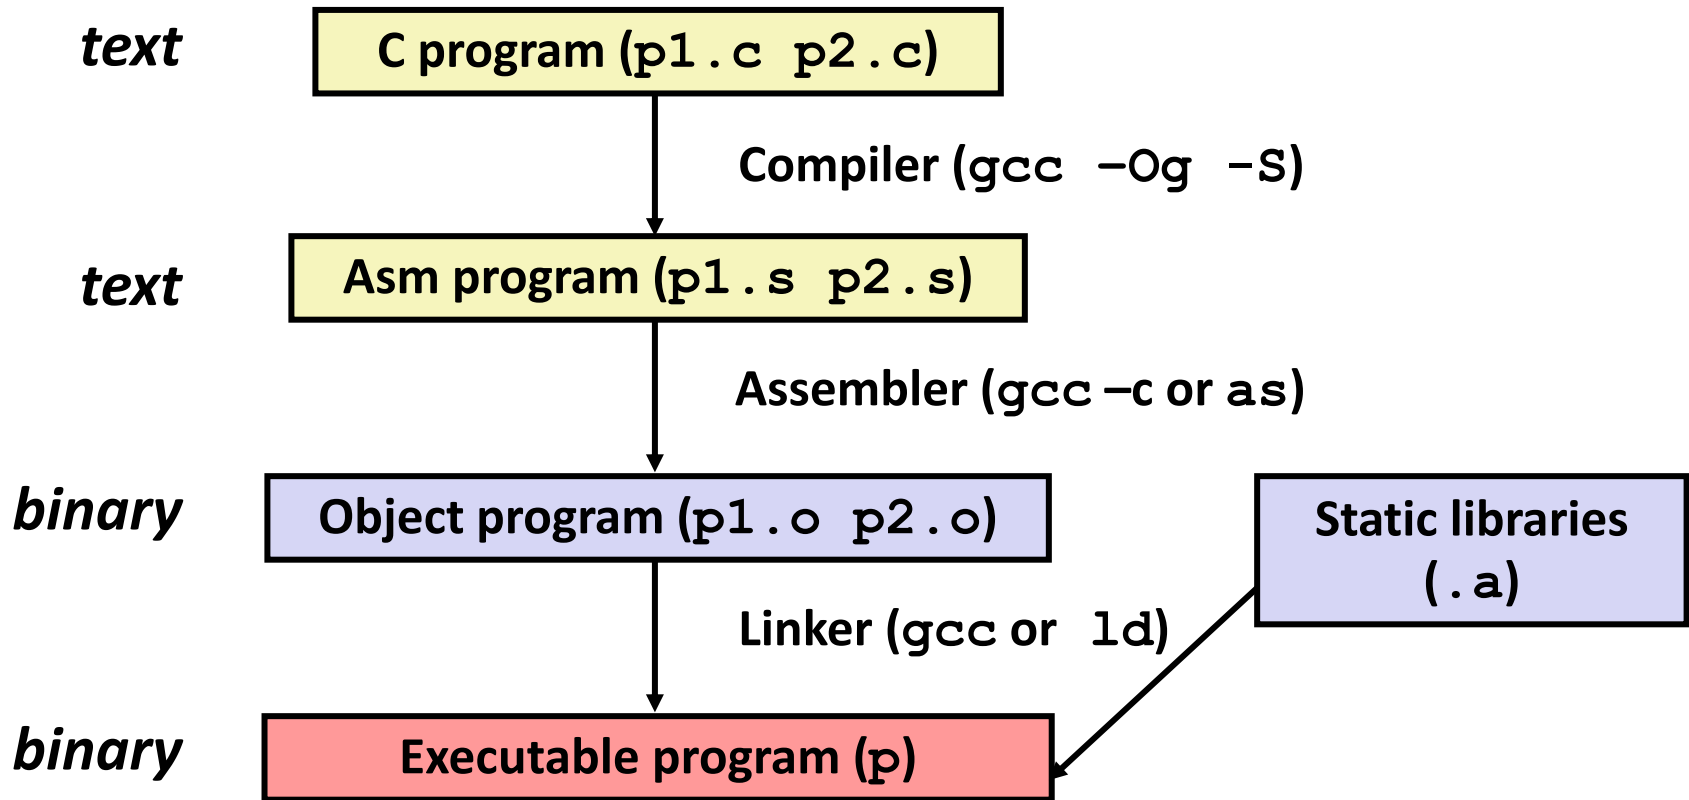 text
C program (p1.c p2.c)
Compiler (gcc –Og -S)
text
Asm program (p1.s p2.s)
Assembler (gcc –c or as)
binary
Object program (p1.o p2.o)
Static libraries
(.a)
Linker (gcc or ld)
binary
Executable program (p)